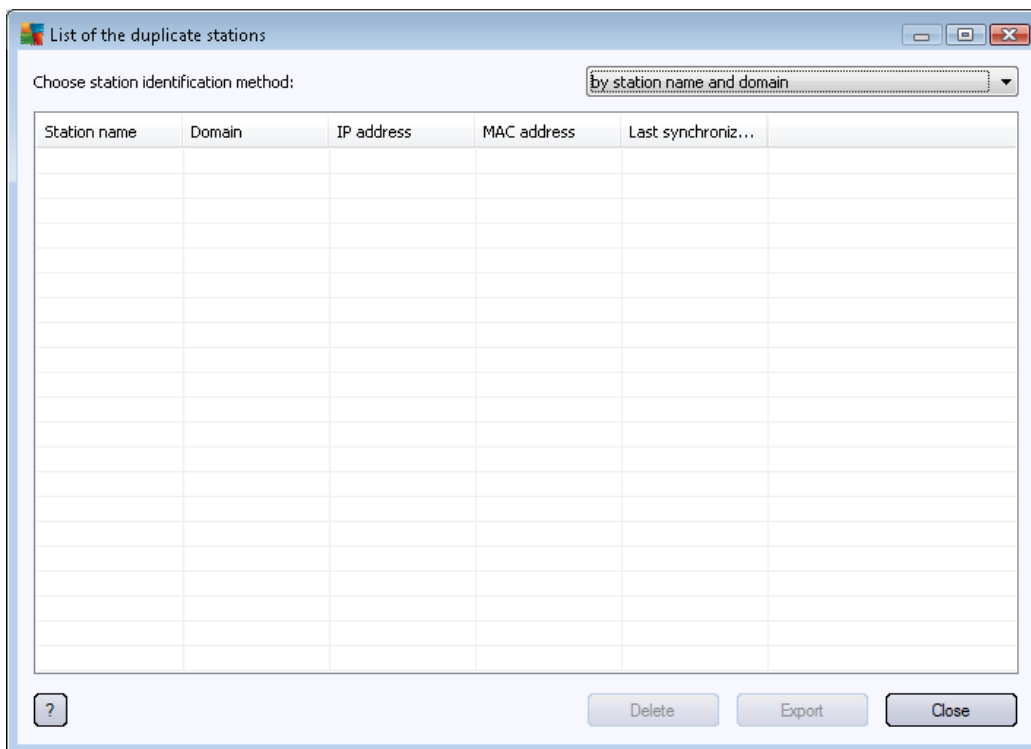 List of the duplicate stations
Choose station identification method: by station name and domain
Station name Domain IP address MAC address Last synchroniz...
? Delete Export Close